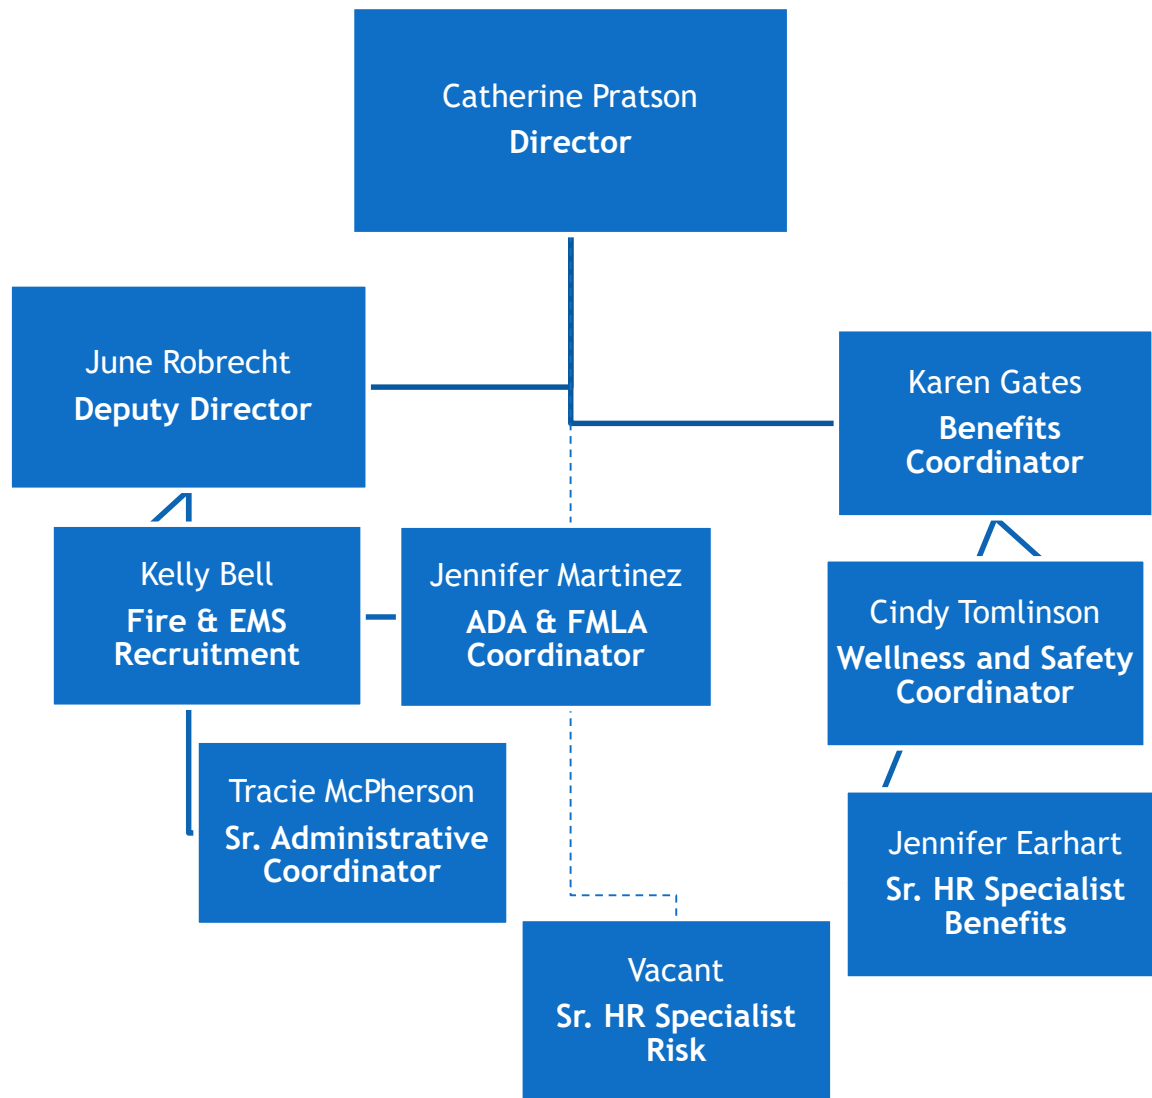 Catherine Pratson
Director
June Robrecht
Deputy Director
Karen Gates
Benefits
Coordinator
Kelly Bell
Fire & EMS
Recruitment
Jennifer Martinez
ADA & FMLA
Coordinator
Cindy Tomlinson
Wellness and Safety
Coordinator
Tracie McPherson
Sr. Administrative
Coordinator
Jennifer Earhart
Sr. HR Specialist
Benefits
Vacant
Sr. HR Specialist
Risk